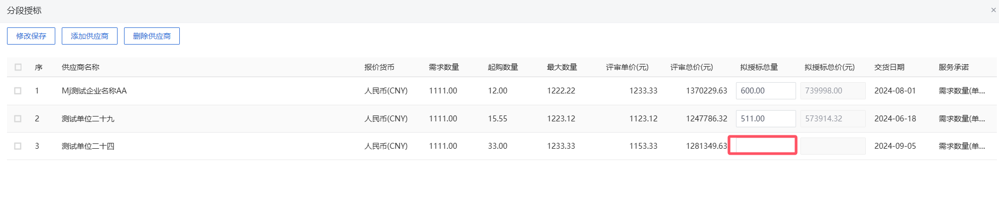 分段授标
×
修改保存 添加供应商 删除供应商
序 供应商名称 报价货币 需求数量 起购数量 最大数量 评审单价(元) 评审总价(元) 拟授标总量 拟授标总价(元) 交货日期 服务承诺
1 Mj测试企业名称AA 人民币(CNY) 1111.00 12.00 1222.22 1233.33 1370229.63 600.00 739998.00 2024-08-01 需求数量(单...
2 测试单位二十九 人民币(CNY) 1111.00 15.55 1223.12 1123.12 1247786.32 511.00 573914.32 2024-06-18 需求数量(单...
3 测试单位二十四 人民币(CNY) 1111.00 33.00 1233.33 1153.33 1281349.63 2024-09-05 需求数量(单...